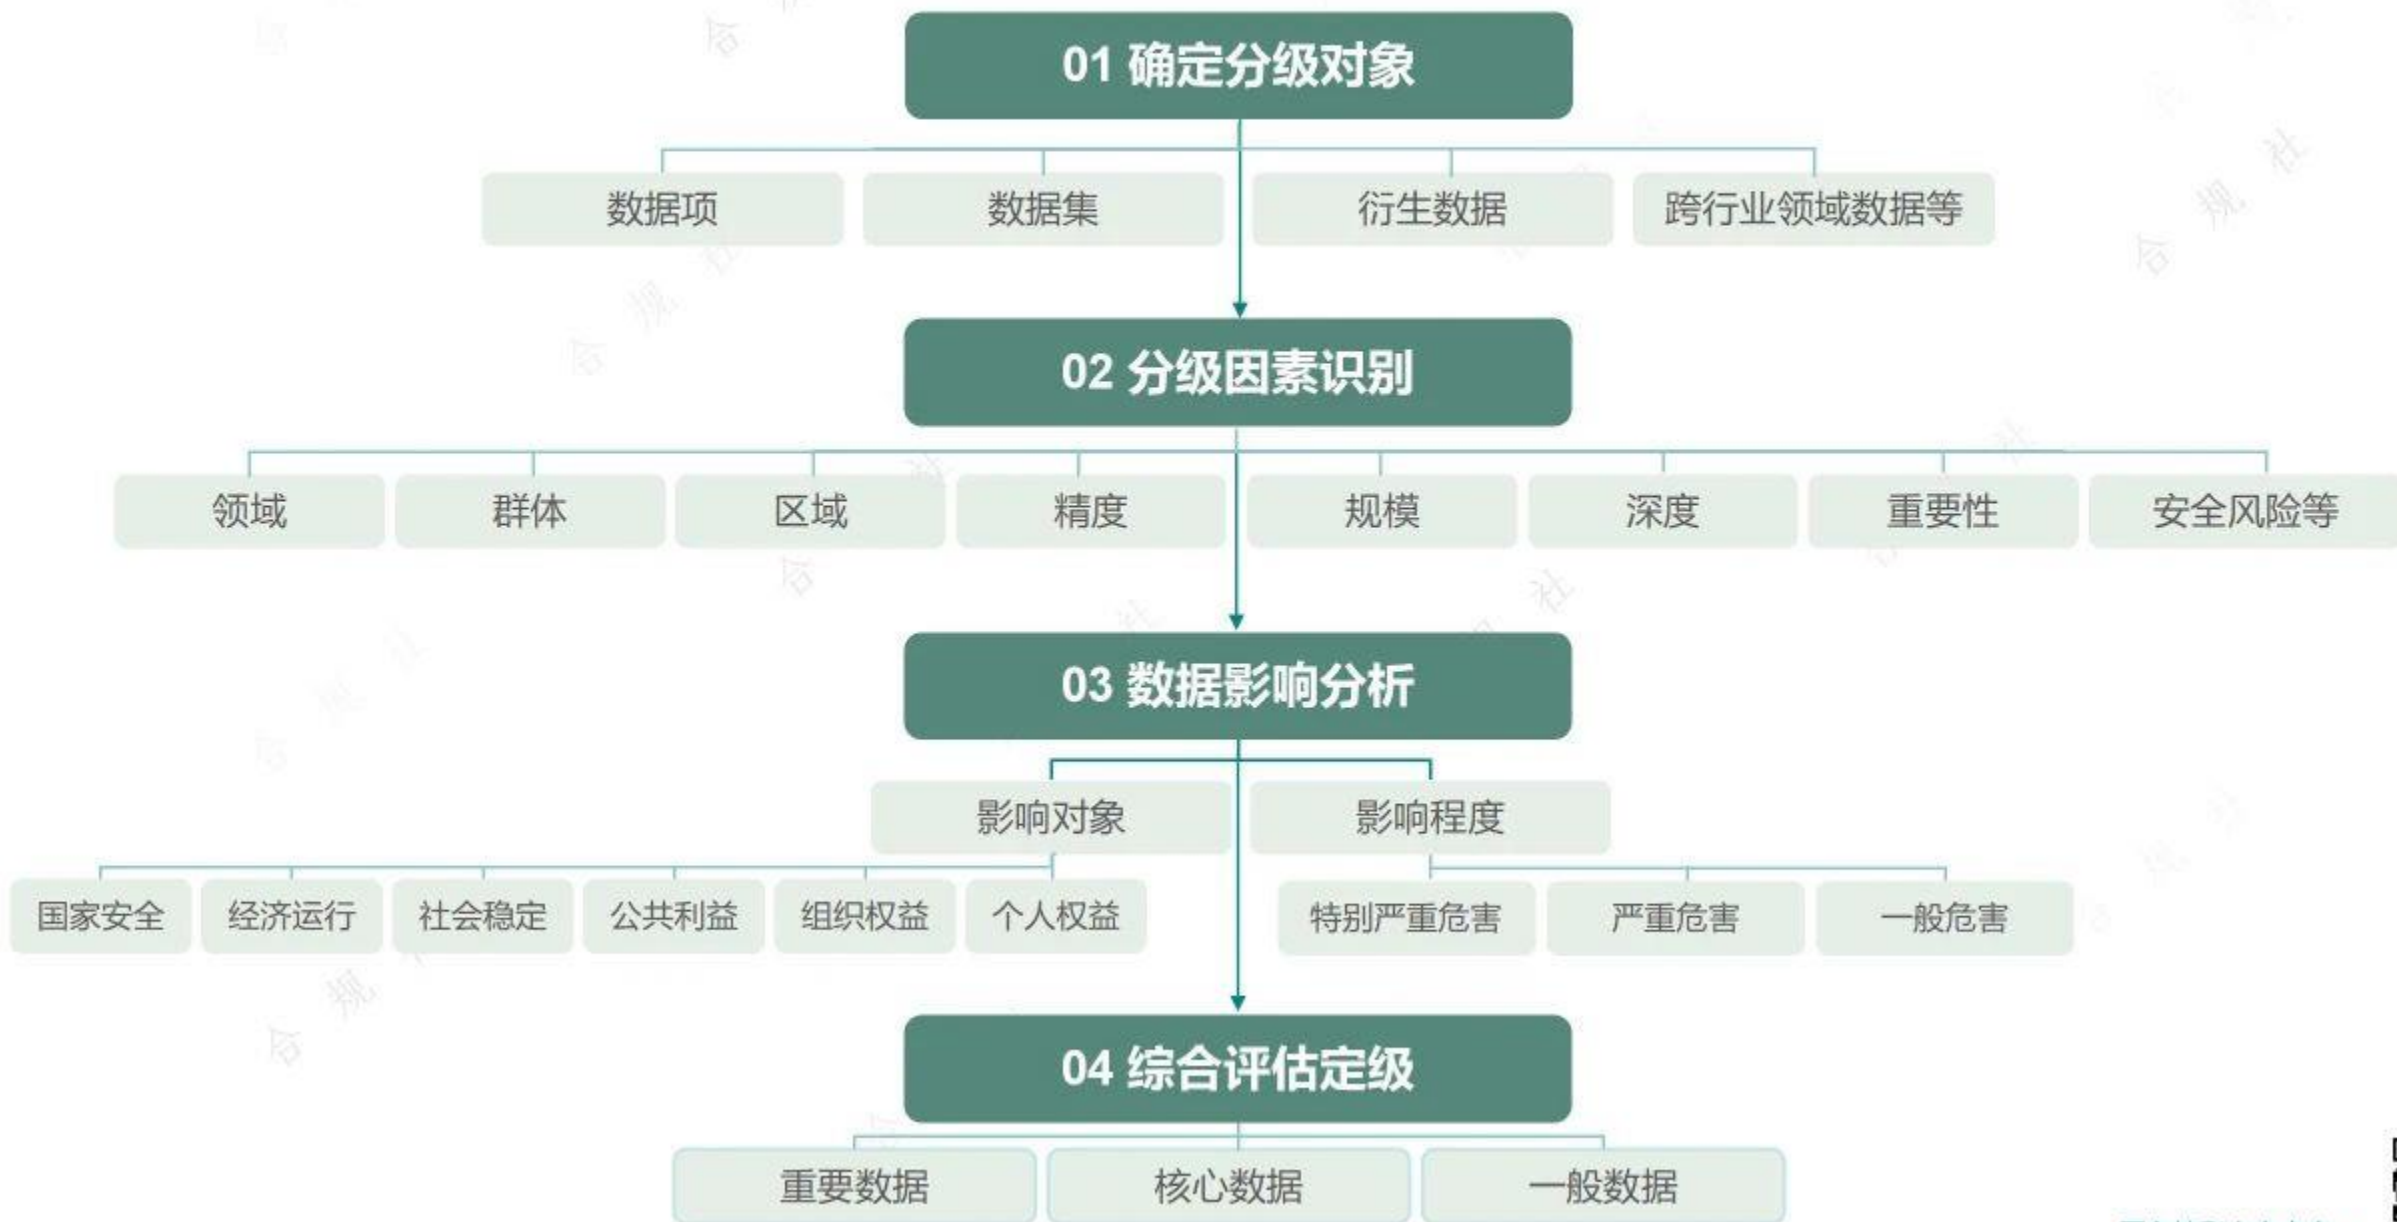 01 确定分级对象
数据项 数据集 衍生数据 跨行业领域数据等
02 分级因素识别
领域 群体 区域 精度 规模 深度 重要性 安全风险等
03 数据影响分析
影响对象 影响程度
国家安全 经济运行 社会稳定 公共利益 组织权益 个人权益 特别严重危害 严重危害 一般危害
04 综合评估定级
重要数据 核心数据 一般数据
合规社